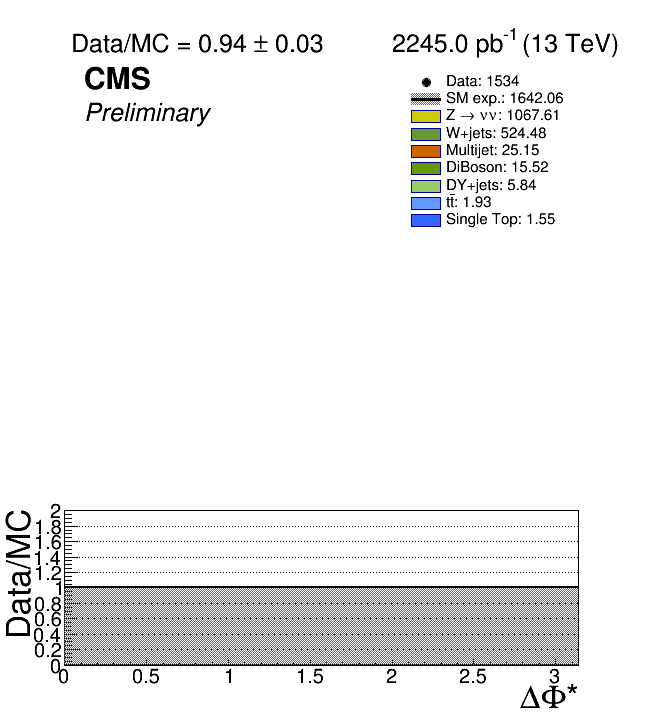 Data/MC = 0.94 ± 0.03
2245.0 pb⁻¹ (13 TeV)
CMS
Preliminary
Data: 1534
SM exp.: 1642.06
Z → νν: 1067.61
W+jets: 524.48
Multijet: 25.15
DiBoson: 15.52
DY+jets: 5.84
tt̄: 1.93
Single Top: 1.55
Data/MC
2
1.8
1.6
1.4
1.2
1
0.8
0.6
0.4
0.2
0
0 0.5 1 1.5 2 2.5 3
ΔΦ*